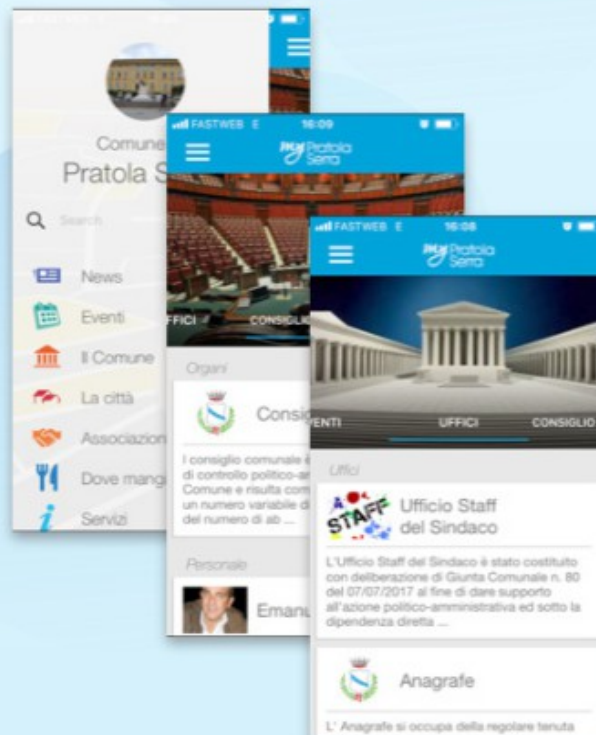 Comune
Pratola S
Search
News
Eventi
Il Comune
La città
Associazion
Dove mangi
Servizi
FASTWEB E 16:09
my Pratola
Serra
FFICI CONSIGLIO
Organi
Consig
l consiglio comunale è
di controllo politico-am
Comune e risulta com
un numero variabile di
del numero di ab ...
Personale
Emanu
FASTWEB E 16:08
my Pratola
Serra
VENTI UFFICI CONSIGLIO
Uffici
STAFF
Ufficio Staff
del Sindaco
L'Ufficio Staff del Sindaco è stato costituito
con deliberazione di Giunta Comunale n. 80
del 07/07/2017 al fine di dare supporto
all'azione politico-amministrativa ed sotto la
dipendenza diretta ...
Anagrafe
L' Anagrafe si occupa della regolare tenuta